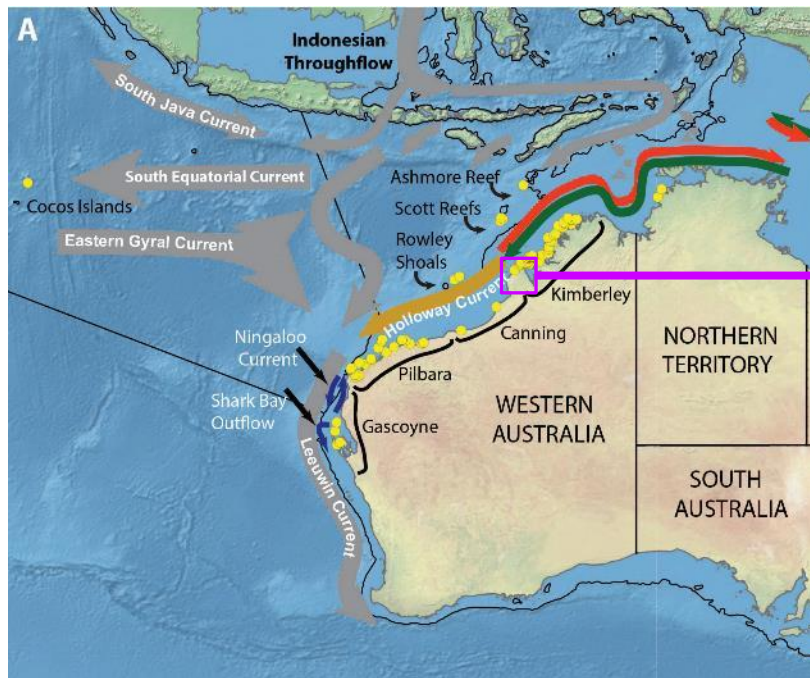 A
Indonesian
Throughflow
South Java Current
South Equatorial Current
Cocos Islands
Eastern Gyral Current
Ashmore Reef
Scott Reefs
Rowley
Shoals
Holloway Current
Kimberley
Canning
Pilbara
Ningaloo
Current
Shark Bay
Outflow
Gascoyne
Leeuwin Current
WESTERN
AUSTRALIA
NORTHERN
TERRITORY
SOUTH
AUSTRALIA